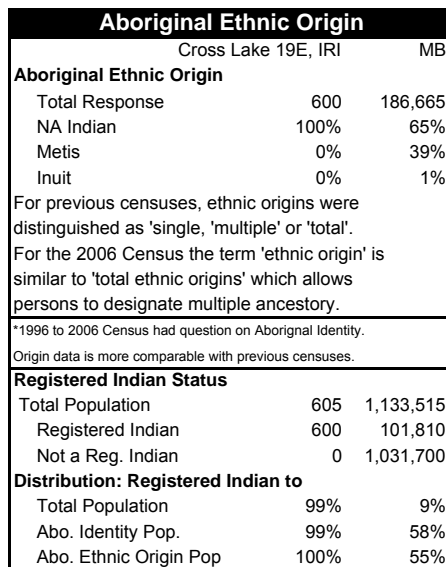 Aboriginal Ethnic Origin
Cross Lake 19E, IRI MB
Aboriginal Ethnic Origin
Total Response 600 186,665
NA Indian 100% 65%
Metis 0% 39%
Inuit 0% 1%
For previous censuses, ethnic origins were
distinguished as 'single, 'multiple' or 'total'.
For the 2006 Census the term 'ethnic origin' is
similar to 'total ethnic origins' which allows
persons to designate multiple ancestory.
*1996 to 2006 Census had question on Aborignal Identity.
Origin data is more comparable with previous censuses.
Registered Indian Status
Total Population 605 1,133,515
Registered Indian 600 101,810
Not a Reg. Indian 0 1,031,700
Distribution: Registered Indian to
Total Population 99% 9%
Abo. Identity Pop. 99% 58%
Abo. Ethnic Origin Pop 100% 55%